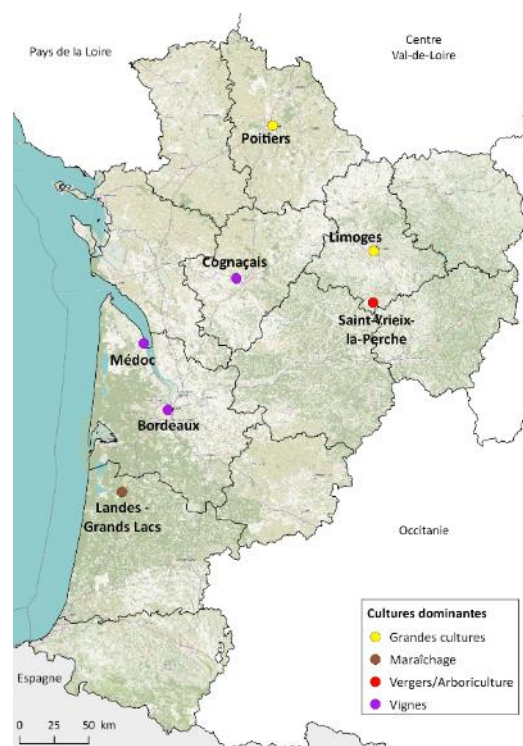 Pays de la Loire
Centre
Val-de-Loire
Poitiers
Limoges
Cognaçais
Saint-Yrieix-
la-Perche
Médoc
Bordeaux
Landes -
Grands Lacs
Occitanie
Cultures dominantes
Grandes cultures
Maraîchage
Vergers/Arboriculture
Vignes
Espagne
0 25 50 km